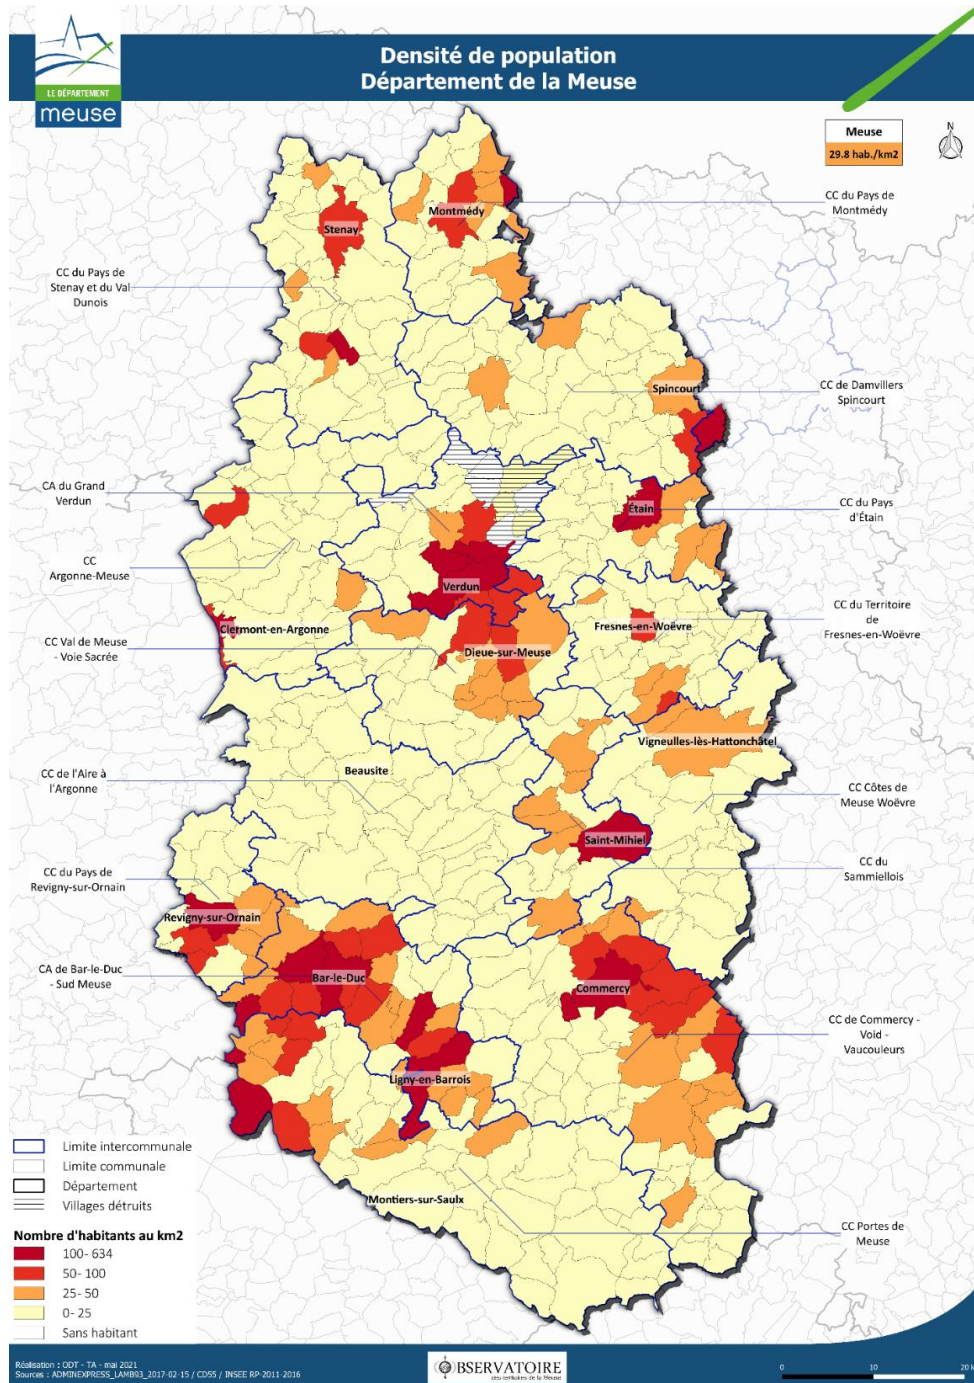 Densité de population
Département de la Meuse
LE DÉPARTEMENT
meuse
Meuse
29.8 hab./km2
N
CC du Pays de
Montmédy
Montmédy
Stenay
CC du Pays de
Stenay et du Val
Dunois
Spincourt
CC de Damvillers
Spincourt
CA du Grand
Verdun
Étain
CC du Pays
d'Étain
CC
Argonne-Meuse
Verdun
CC du Territoire
de
Fresnes-en-Woëvre
Clermont-en-Argonne
Fresnes-en-Woëvre
CC Val de Meuse
- Voie Sacrée
Dieue-sur-Meuse
Vigneulles-lès-Hattonchâtel
Beausite
CC de l'Aire à
l'Argonne
CC Côtes de
Meuse Woëvre
Saint-Mihiel
CC du Pays de
Revigny-sur-Ornain
CC du
Sammiellois
Revigny-sur-Ornain
CA de Bar-le-Duc
- Sud Meuse
Bar-le-Duc
Commercy
CC de Commercy -
Void -
Vaucouleurs
Ligny-en-Barrois
Montiers-sur-Saulx
CC Portes de
Meuse
Limite intercommunale
Limite communale
Département
Villages détruits
Nombre d'habitants au km2
100- 634
50- 100
25- 50
0- 25
Sans habitant
Réalisation : ODT - TA - mai 2021
Sources : ADMINEXPRESS_LAMB93_2017-02-15 / CD55 / INSEE RP-2011-2016
OBSERVATOIRE
des territoires de la Meuse
0 10 20 k